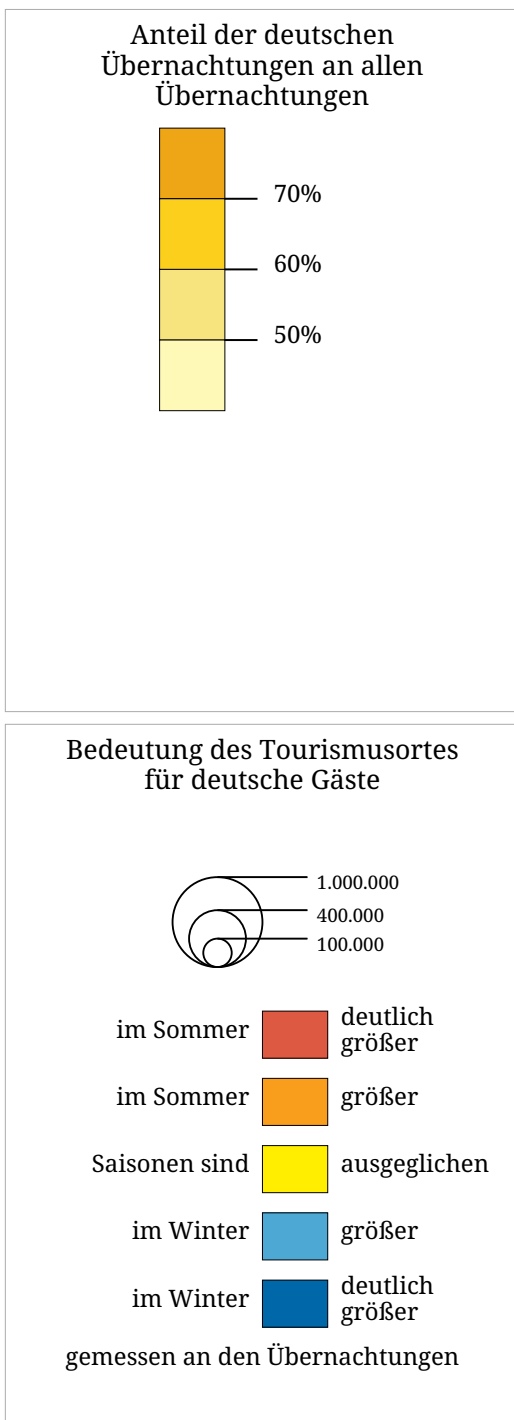 Anteil der deutschen
Übernachtungen an allen
Übernachtungen
70%
60%
50%
Bedeutung des Tourismusortes
für deutsche Gäste
1.000.000
400.000
100.000
im Sommer deutlich größer
im Sommer größer
Saisonen sind ausgeglichen
im Winter größer
im Winter deutlich größer
gemessen an den Übernachtungen